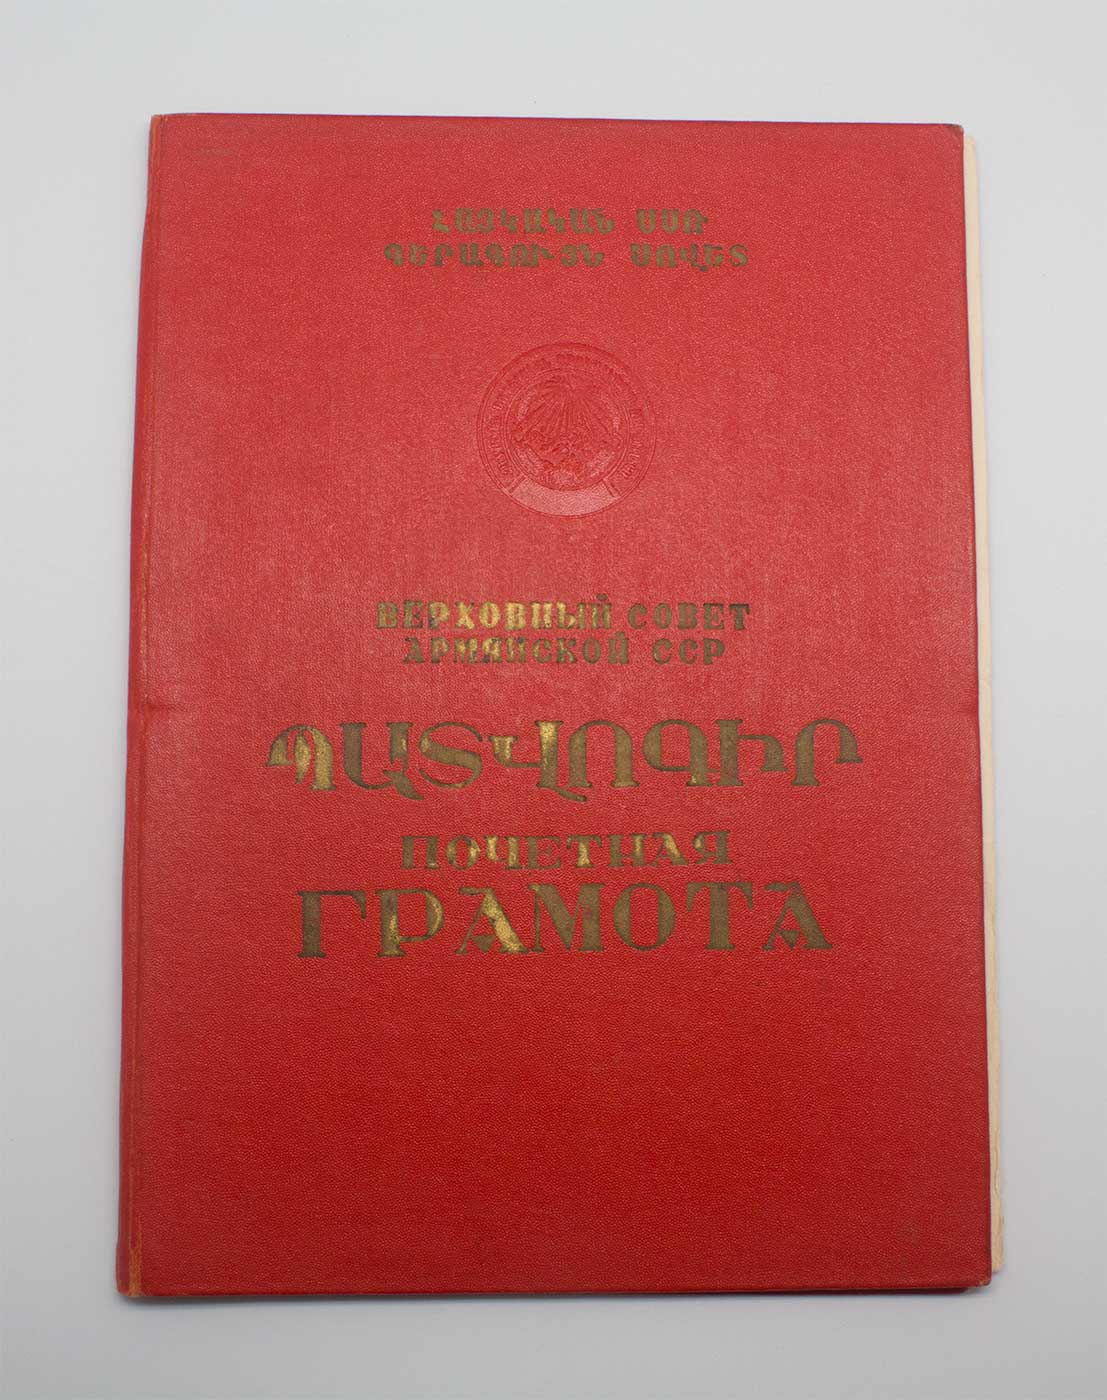 ՀԱՅԿԱԿԱՆ ՍՍՌ
ԳԵՐԱԳՈՒՅՆ ՍՈՎԵՏ
ВЕРХОВНЫЙ СОВЕТ
АРМЯНСКОЙ ССР
ՊԱՏՎՈԳԻՐ
ПОЧЕТНАЯ
ГРАМОТА